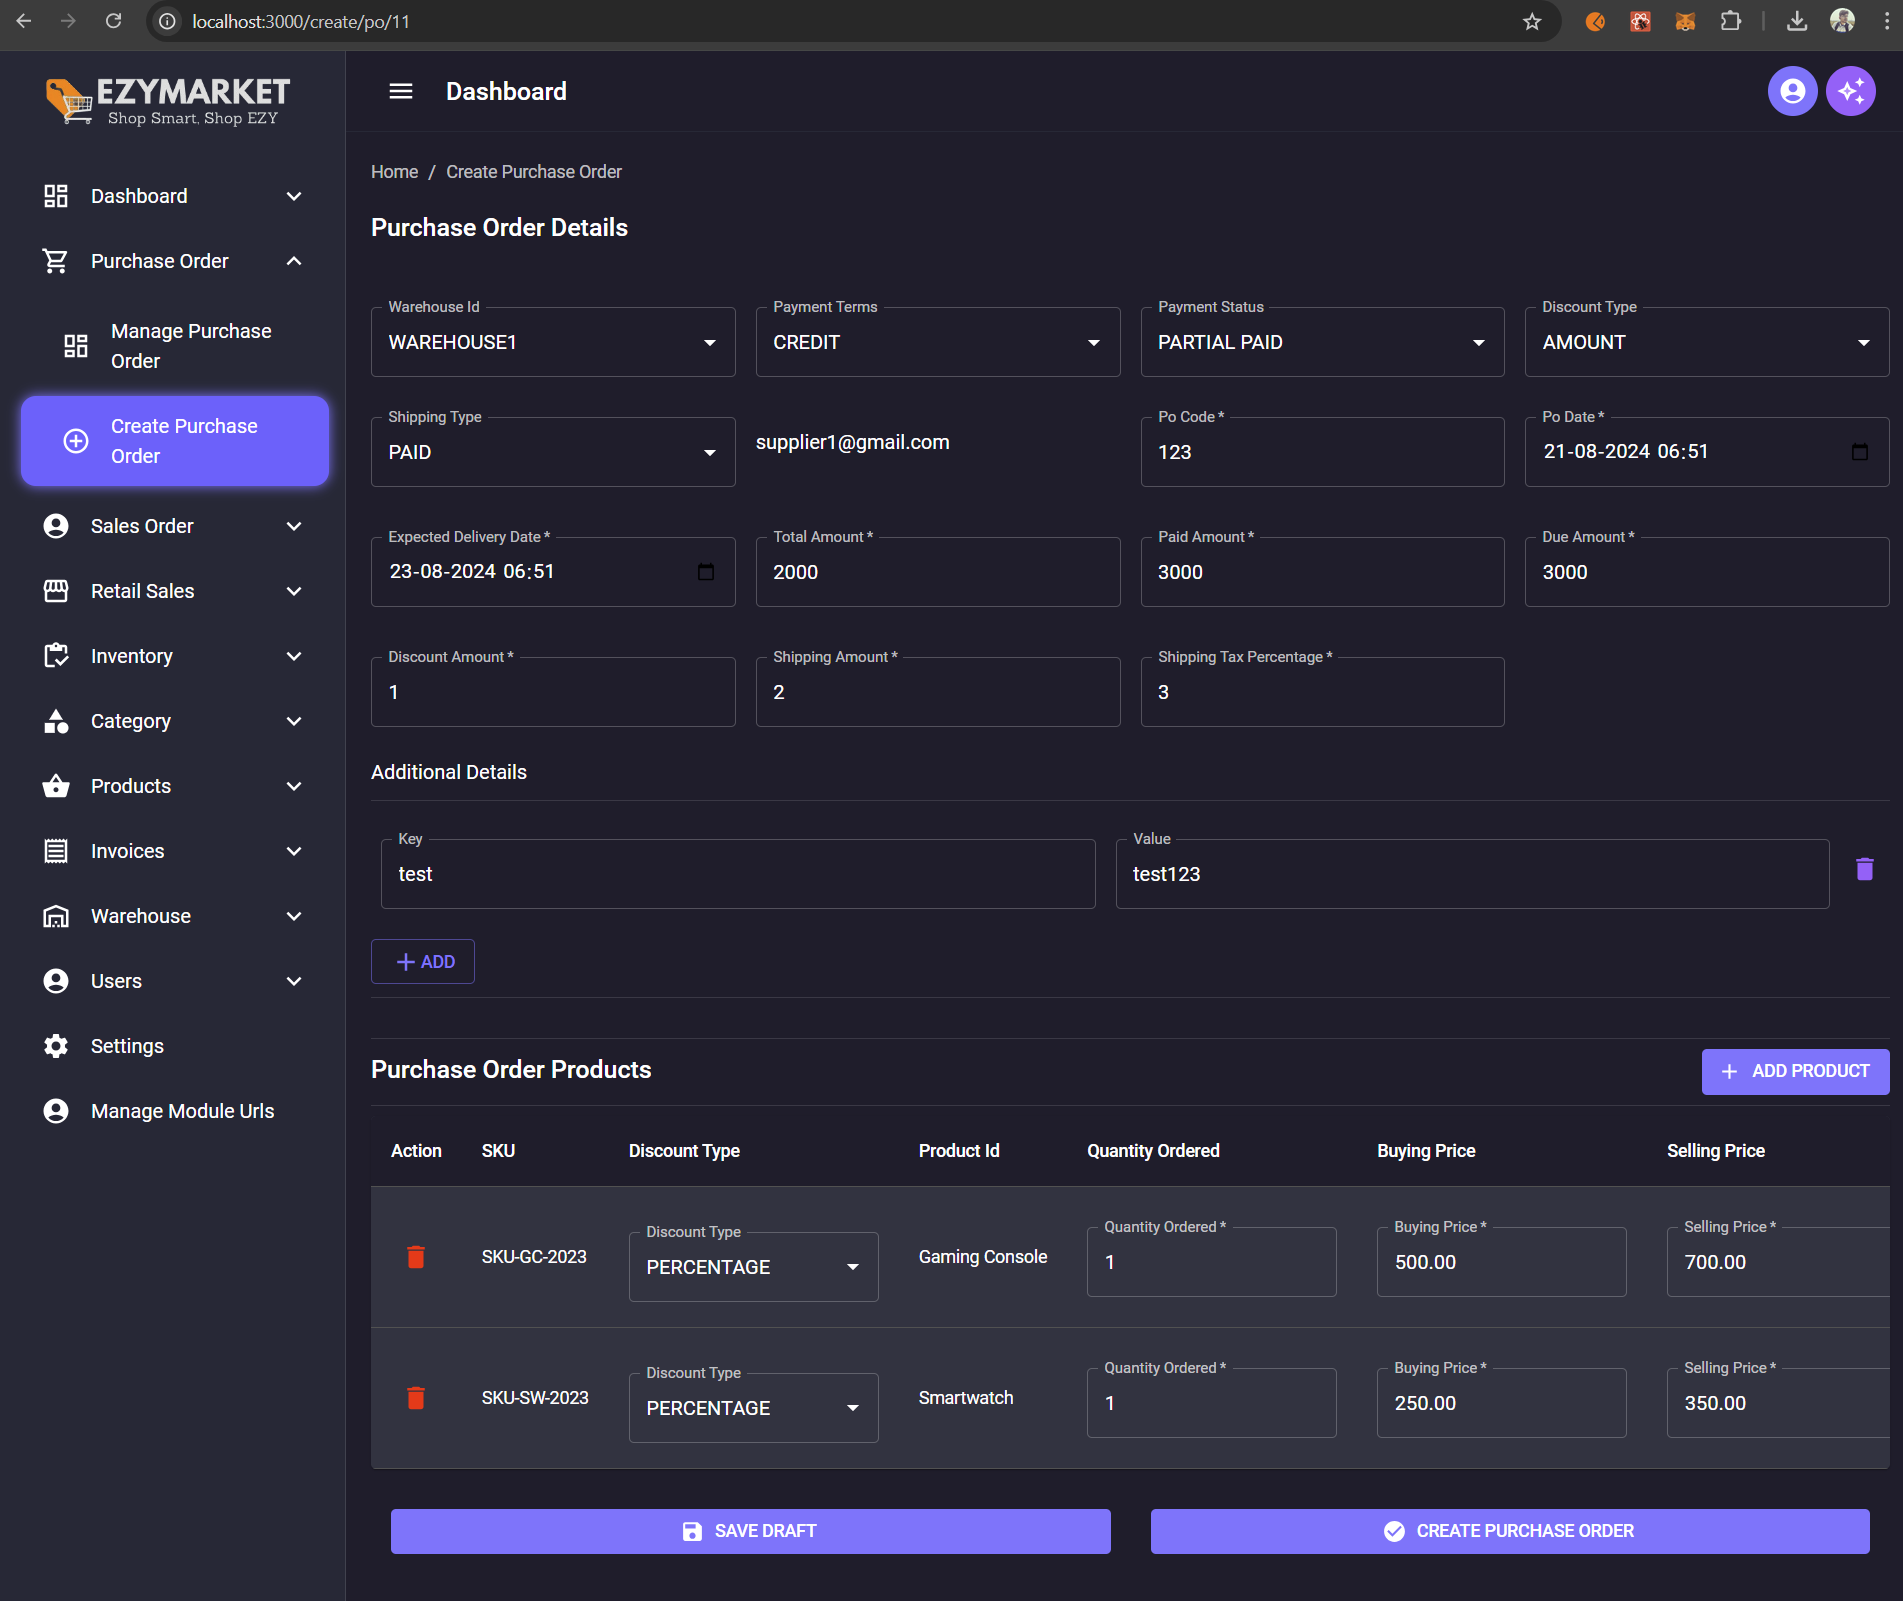 localhost:3000/create/po/11
EZYMARKET
Shop Smart, Shop EZY
Dashboard
Purchase Order
Manage Purchase
Order
Create Purchase
Order
Sales Order
Retail Sales
Inventory
Category
Products
Invoices
Warehouse
Users
Settings
Manage Module Urls
Dashboard
Home / Create Purchase Order
Purchase Order Details
Warehouse Id
WAREHOUSE1
Payment Terms
CREDIT
Payment Status
PARTIAL PAID
Discount Type
AMOUNT
Shipping Type
PAID
supplier1@gmail.com
Po Code *
123
Po Date *
21-08-2024 06:51
Expected Delivery Date *
23-08-2024 06:51
Total Amount *
2000
Paid Amount *
3000
Due Amount *
3000
Discount Amount *
1
Shipping Amount *
2
Shipping Tax Percentage *
3
Additional Details
Key
test
Value
test123
+ ADD
Purchase Order Products
+ ADD PRODUCT
Action SKU Discount Type Product Id Quantity Ordered Buying Price Selling Price
SKU-GC-2023
Discount Type
PERCENTAGE
Gaming Console
Quantity Ordered *
1
Buying Price *
500.00
Selling Price *
700.00
SKU-SW-2023
Discount Type
PERCENTAGE
Smartwatch
Quantity Ordered *
1
Buying Price *
250.00
Selling Price *
350.00
SAVE DRAFT
CREATE PURCHASE ORDER